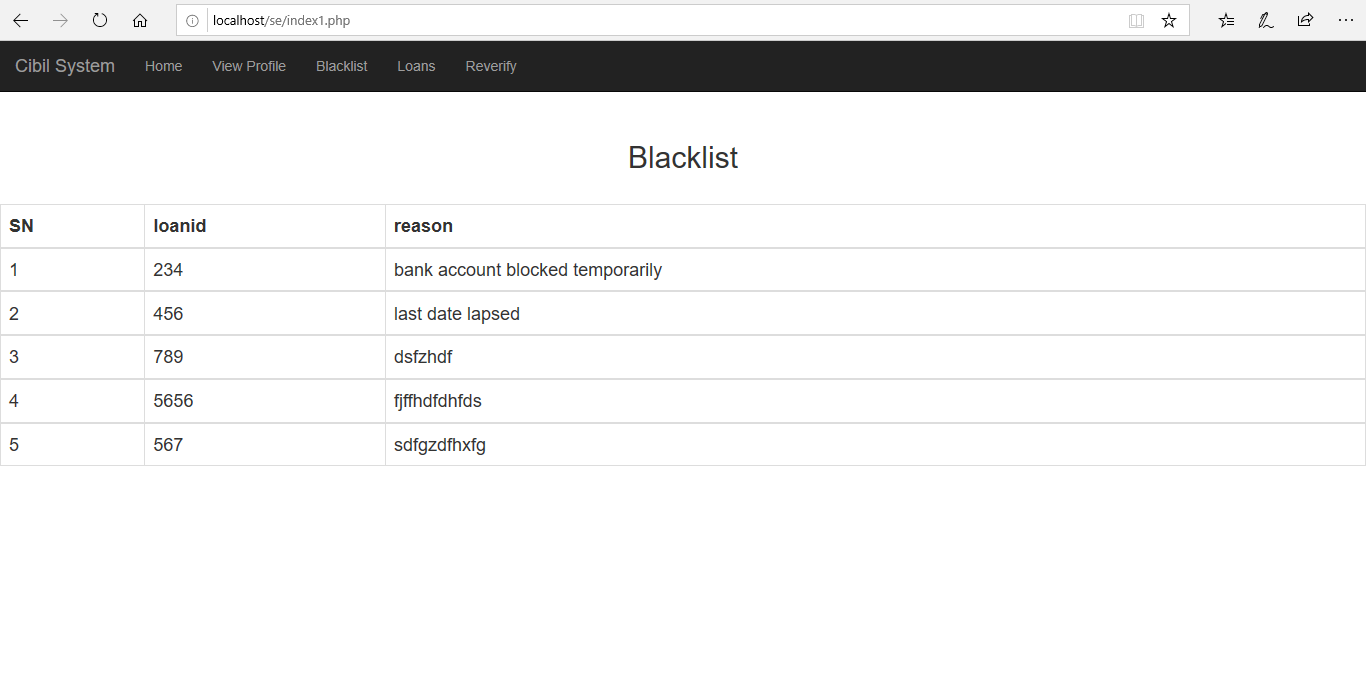 localhost/se/index1.php
Cibil System Home View Profile Blacklist Loans Reverify
Blacklist
SN loanid reason
1 234 bank account blocked temporarily
2 456 last date lapsed
3 789 dsfzhdf
4 5656 fjffhdfdhfds
5 567 sdfgzdfhxfg